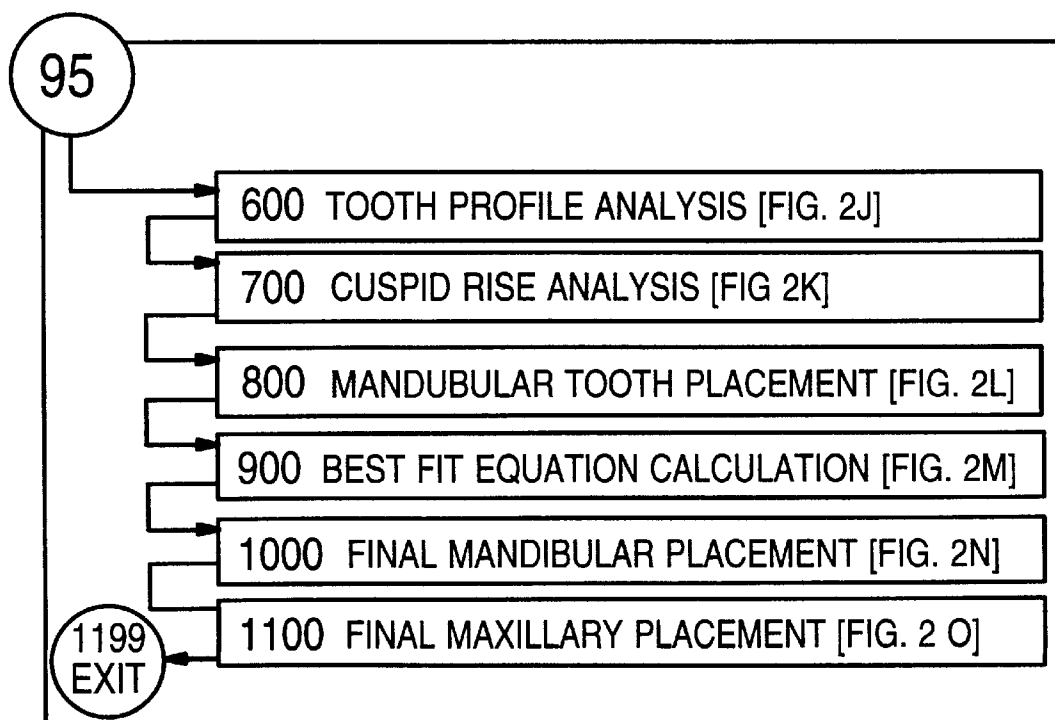 95
600 TOOTH PROFILE ANALYSIS [FIG. 2J]
700 CUSPID RISE ANALYSIS [FIG 2K]
800 MANDUBULAR TOOTH PLACEMENT [FIG. 2L]
900 BEST FIT EQUATION CALCULATION [FIG. 2M]
1000 FINAL MANDIBULAR PLACEMENT [FIG. 2N]
1100 FINAL MAXILLARY PLACEMENT [FIG. 2 O]
1199
EXIT